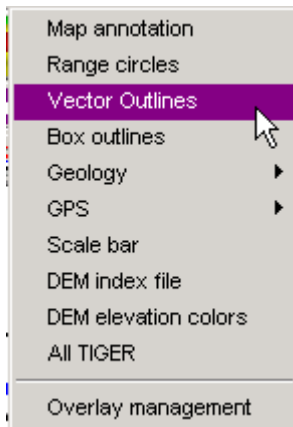 Map annotation
Range circles
Vector Outlines
Box outlines
Geology
GPS
Scale bar
DEM index file
DEM elevation colors
All TIGER
Overlay management